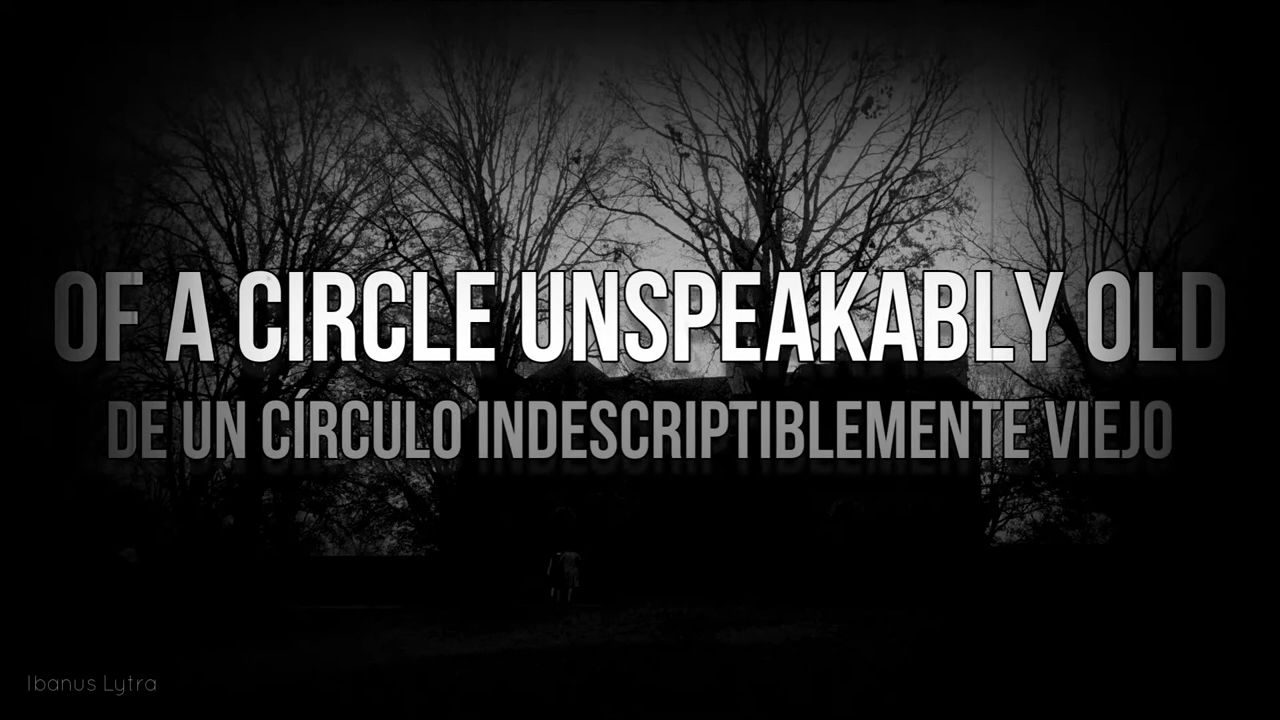 OF A CIRCLE UNSPEAKABLY OLD
DE UN CÍRCULO INDESCRIPTIBLEMENTE VIEJO
Ibanus Lytra